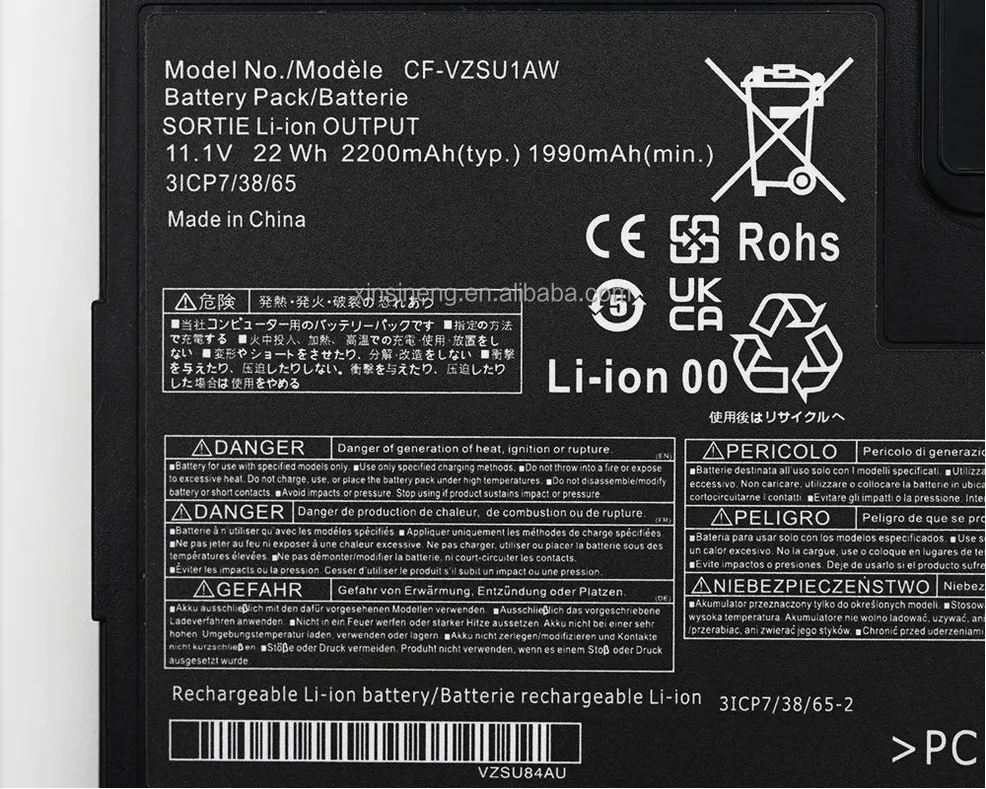 Model No./Modèle CF-VZSU1AW
Battery Pack/Batterie
SORTIE Li-ion OUTPUT
11.1V 22 Wh 2200mAh(typ.) 1990mAh(min.)
3ICP7/38/65
Made in China
CE Rohs
UK
CA
5
Li-ion 00
使用後はリサイクルへ
xinsineng.en.alibaba.com
⚠危険 発熱・発火・破裂の恐れあり
■当社コンピューター用のバッテリーパックです ■指定の方法
で充電する ■火中投入、加熱、高温での充電・使用・放置をし
ない ■変形やショートをさせたり、分解・改造をしない ■衝撃
を与えたり、圧迫したりしない。衝撃を与えたり、圧迫したり
した場合は使用をやめる
⚠DANGER Danger of generation of heat, ignition or rupture. (EN)
■Battery for use with specified models only. ■Use only specified charging methods. ■Do not throw into a fire or expose
to excessive heat. Do not charge, use, or place the battery pack under high temperatures. ■Do not disassemble/modify
battery or short contacts. ■Avoid impacts or pressure. Stop using if product sustains impact or pressure.
⚠DANGER Danger de production de chaleur, de combustion ou de rupture. (FR)
■Batterie à n'utiliser qu'avec les modèles spécifiés ■ Appliquer uniquement les méthodes de charge spécifiées.
■Ne pas jeter au feu ni exposer à une chaleur excessive. Ne pas charger, utiliser ou placer la batterie sous des
températures élevées. ■Ne pas démonter/modifier la batterie, ni court-circuiter les contacts.
■Éviter les impacts ou la pression. Cesser d'utiliser le produit s'il subit un impact ou une pression.
⚠GEFAHR Gefahr von Erwärmung, Entzündung oder Platzen. (DE)
■Akku ausschließlich mit den dafür vorgesehenen Modellen verwenden. ■Ausschließlich das vorgeschriebene
Ladeverfahren anwenden. ■Nicht in ein Feuer werfen oder starker Hitze aussetzen. Akku nicht bei einer sehr
hohen Umgebungstemperatur laden, verwenden oder lagern. ■Akku nicht zerlegen/modifizieren und Kontakte
nicht kurzschließen. ■Stöße oder Druck vermeiden. Produht nicht verwenden, wenn es einem Stoß oder Druck
ausgesetzt wurde.
⚠PERICOLO Pericolo di generazio
■Batterie destinata all'uso solo con I modelli specificati. ■Utilizza
eccessivo. Non caricare, utilizzare o collocare la batteria in ubica
cortocircuitarne I contatti. ■Evitare gli impatti o la pressione. Inter
⚠PELIGRO Peligro de que se pro
■Bateria para usar solo con los modelos especificados. ■Use s
un calor excesivo. No la cargue, use o coloque en lugares de te
■Evite impactos o presiones. Deje de usarlo si el producto sufre
⚠NIEBEZPIECZEŃSTWO Niebez
■Akumulator przeznaczony tylko do określonych modeli. ■Stosow
wysoka temperatura. Akumulatore nie wolno ladować, uzywać, an
/przerabiac, ani zwierać jego styków. ■Chronić przed uderzeniami
Rechargeable Li-ion battery/Batterie rechargeable Li-ion 3ICP7/38/65-2
VZSU84AU
>PC